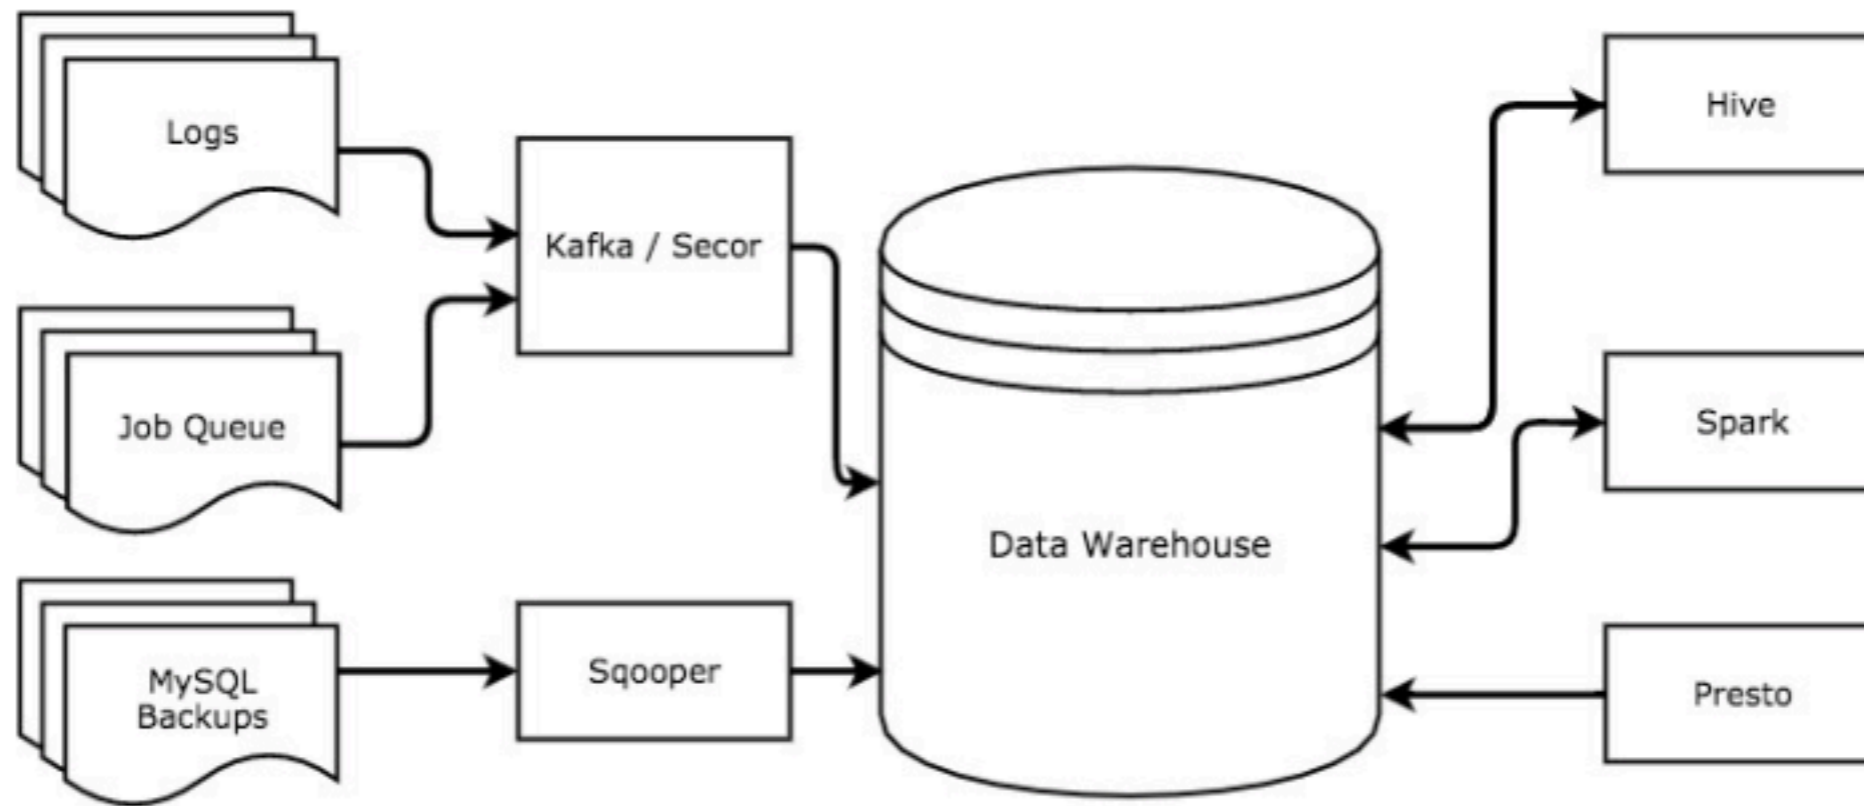 Logs
Kafka / Secor
Job Queue
MySQL
Backups
Sqooper
Data Warehouse
Hive
Spark
Presto